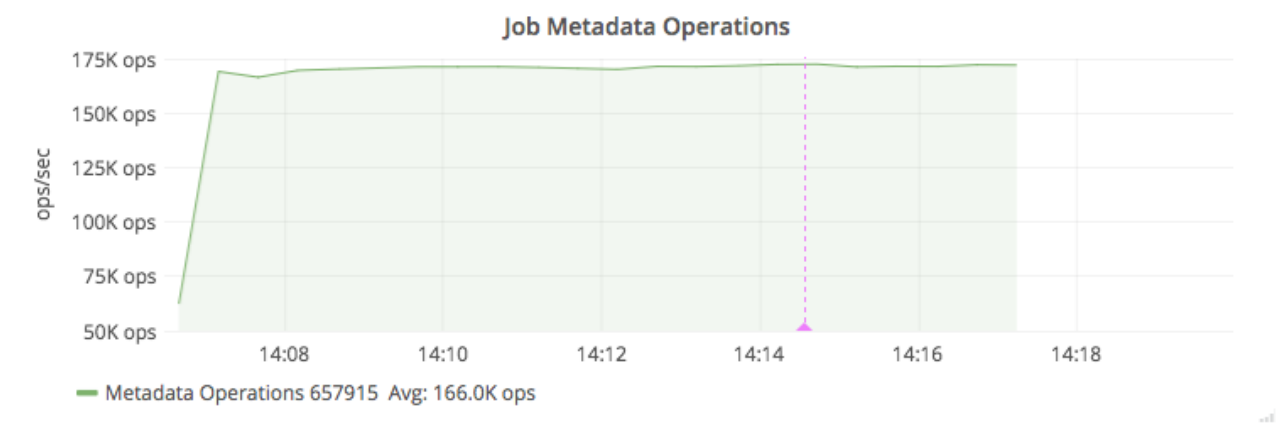 Job Metadata Operations
175K ops
150K ops
125K ops
100K ops
75K ops
50K ops
ops/sec
14:08 14:10 14:12 14:14 14:16 14:18
Metadata Operations 657915 Avg: 166.0K ops